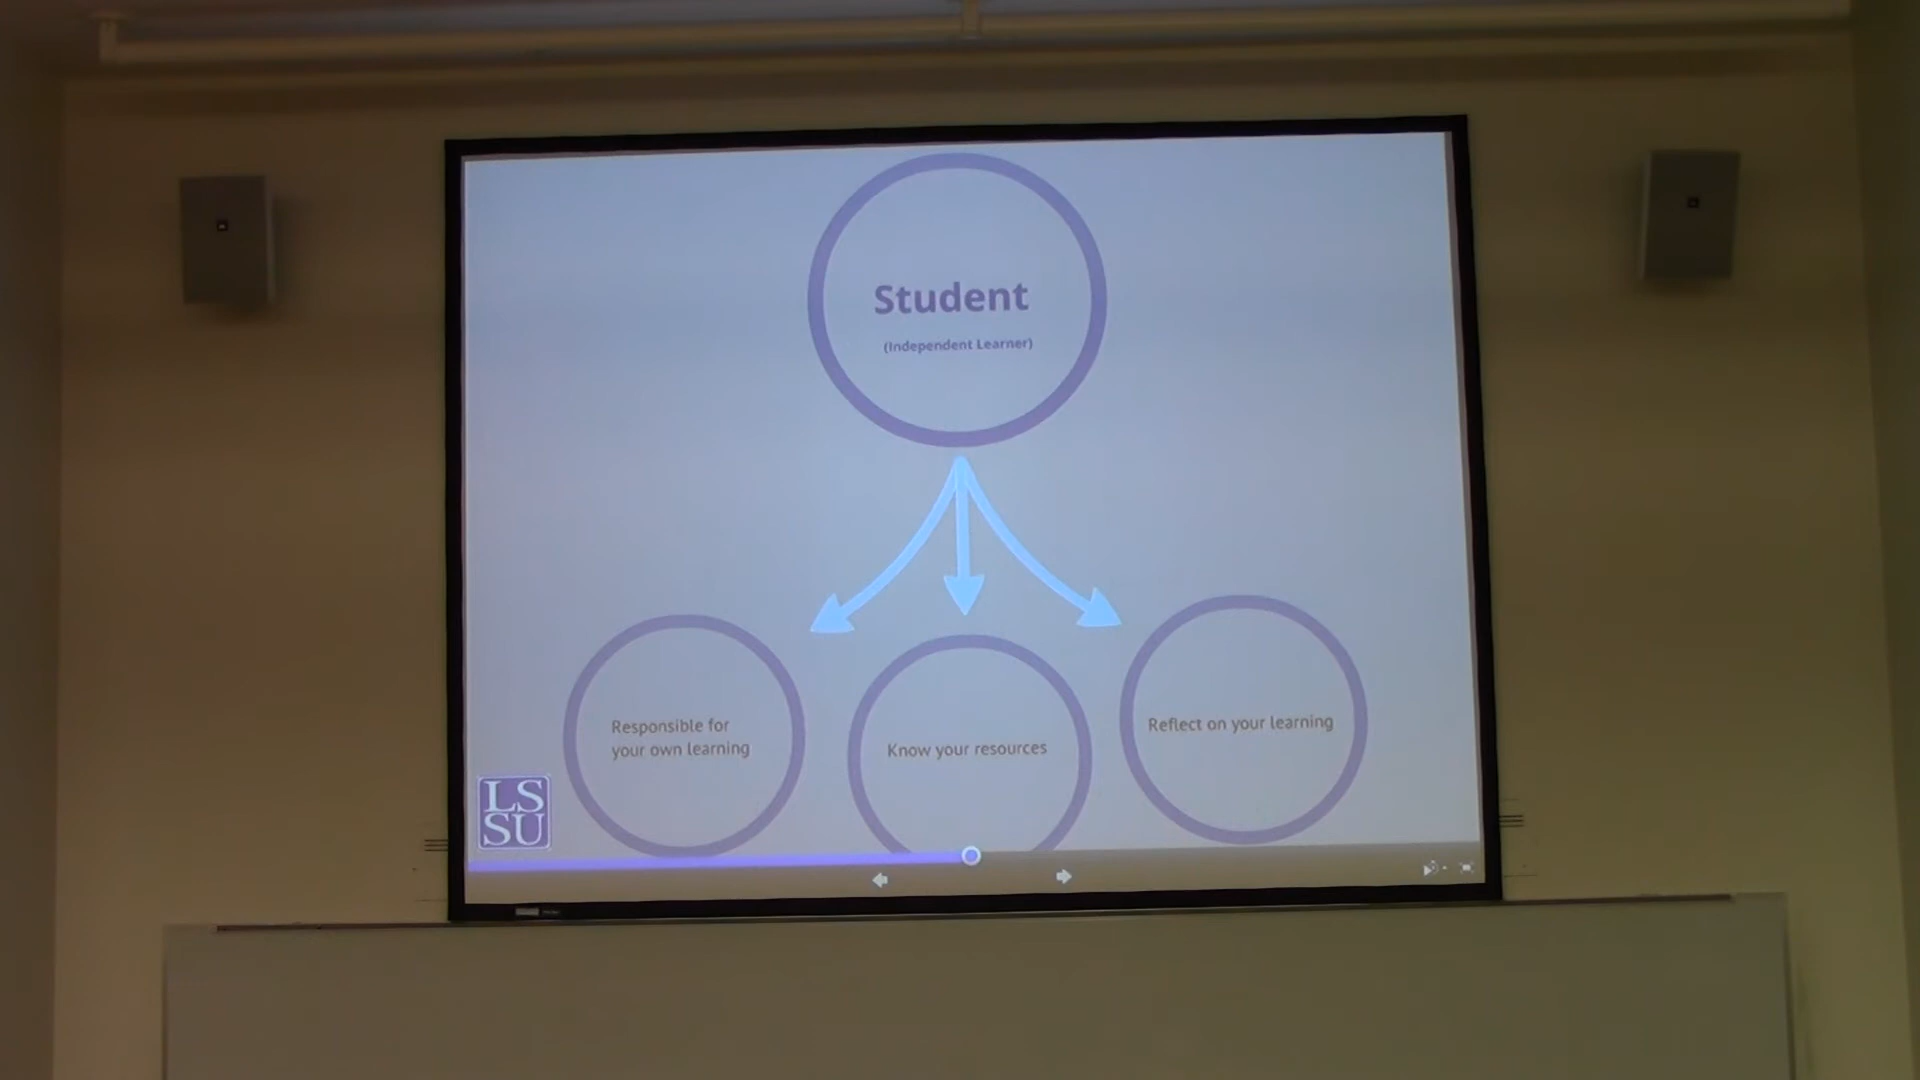 Student
(Independent Learner)
Responsible for
your own learning
Know your resources
Reflect on your learning
LS
SU